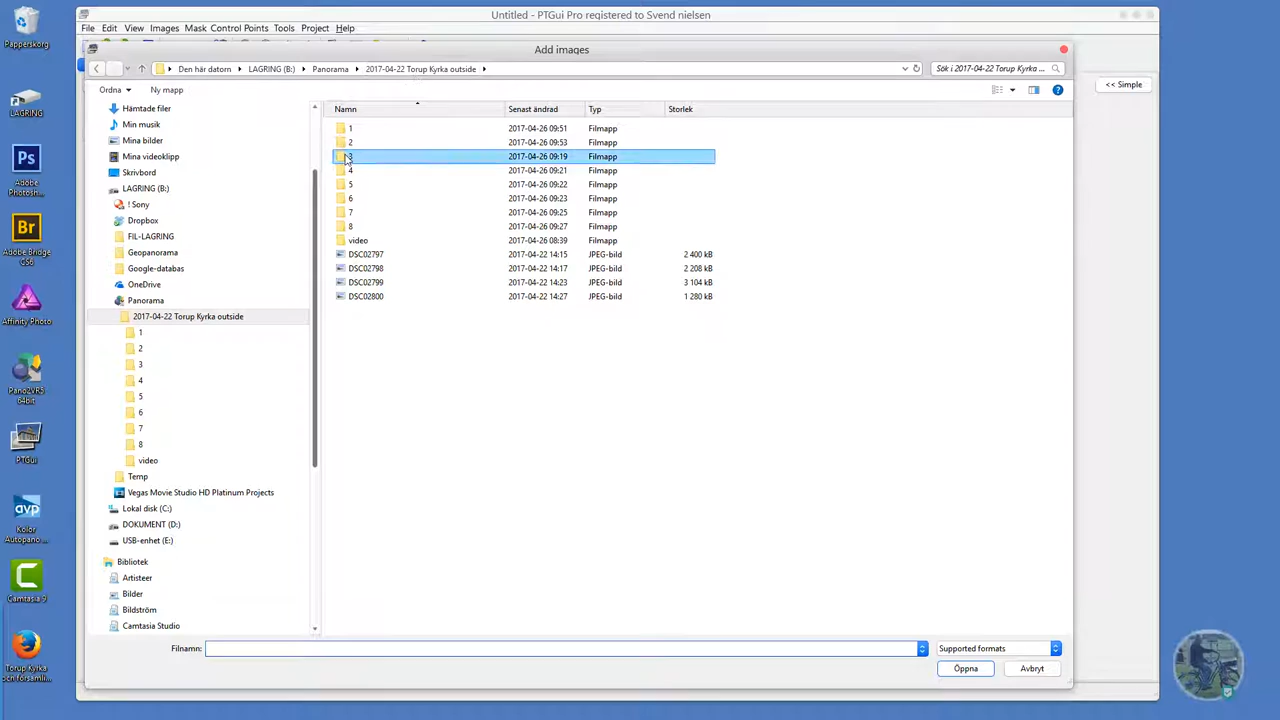 Untitled - PTGui Pro registered to Svend nielsen
File Edit View Images Mask Control Points Tools Project Help
Add images
Den här datorn LAGRING (B:) Panorama 2017-04-22 Torup Kyrka outside
Sök i 2017-04-22 Torup Kyrka ...
<< Simple
Ordna Ny mapp
Namn Senast ändrad Typ Storlek
1 2017-04-26 09:51 Filmapp
2 2017-04-26 09:53 Filmapp
3 2017-04-26 09:19 Filmapp
4 2017-04-26 09:21 Filmapp
5 2017-04-26 09:22 Filmapp
6 2017-04-26 09:23 Filmapp
7 2017-04-26 09:25 Filmapp
8 2017-04-26 09:27 Filmapp
video 2017-04-26 08:39 Filmapp
DSC02797 2017-04-22 14:15 JPEG-bild 2 400 kB
DSC02798 2017-04-22 14:17 JPEG-bild 2 208 kB
DSC02799 2017-04-22 14:23 JPEG-bild 3 104 kB
DSC02800 2017-04-22 14:27 JPEG-bild 1 280 kB
Hämtade filer
Min musik
Mina bilder
Mina videoklipp
Skrivbord
LAGRING (B:)
! Sony
Dropbox
FIL-LAGRING
Geopanorama
Google-databas
OneDrive
Panorama
2017-04-22 Torup Kyrka outside
1
2
3
4
5
6
7
8
video
Temp
Vegas Movie Studio HD Platinum Projects
Lokal disk (C:)
DOKUMENT (D:)
USB-enhet (E:)
Bibliotek
Artisteer
Bilder
Bildström
Camtasia Studio
Filnamn:
Supported formats
Öppna Avbryt
Papperskorg
LAGRING
Ps
Adobe
Photosh...
Br
Adobe Bridge
CS6
Affinity Photo
Pano2VR5
64bit
PTGui
avp
Kolor
Autopano ...
C
Camtasia 9
Torup Kyrka
och församli...